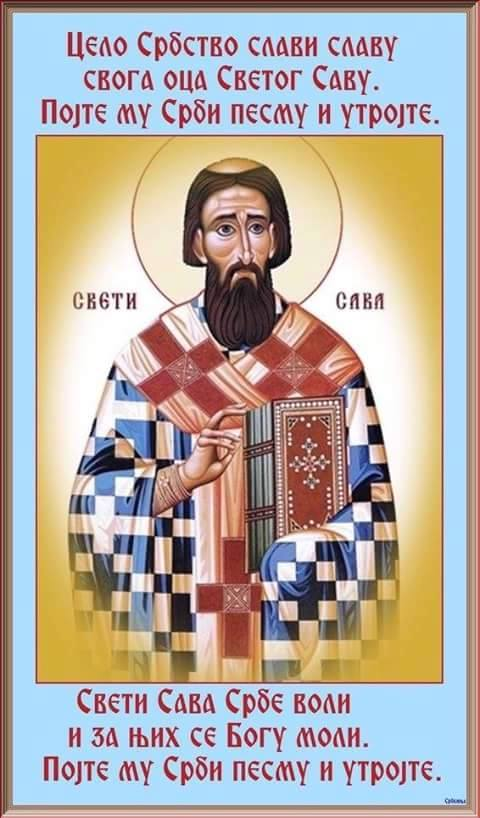 Цело Србство слави славу
свога оца Светог Саву.
Појте му Срби песму и утројте.
СВЕТИ САВА
Свети Сава Србе воли
и за њих се Богу моли.
Појте му Срби песму и утројте.